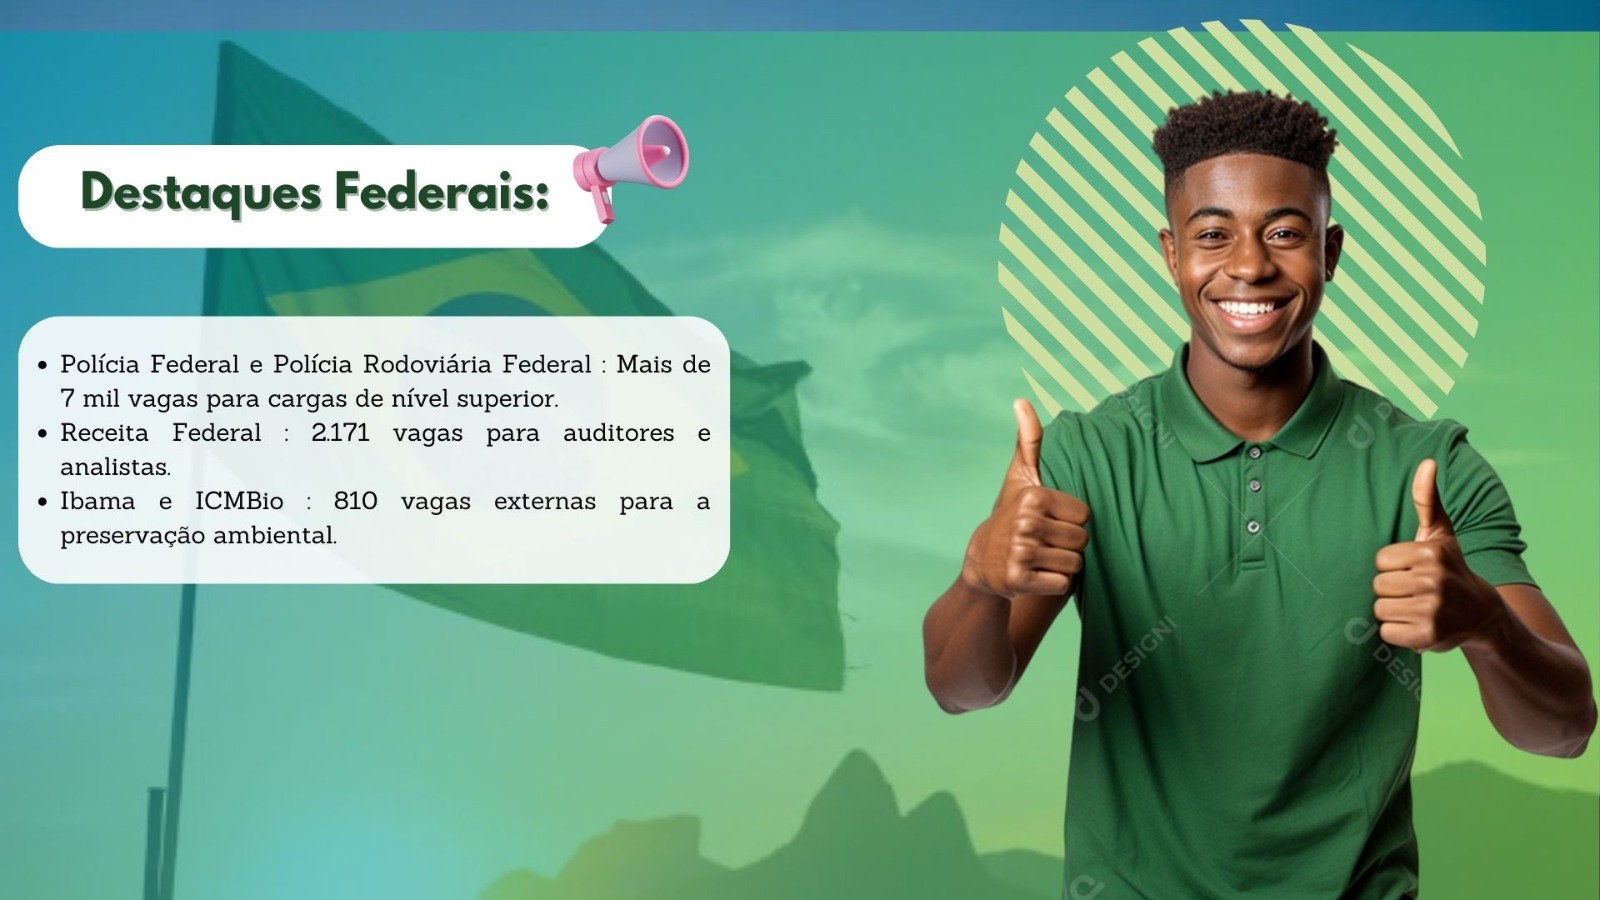 Destaques Federais:
Polícia Federal e Polícia Rodoviária Federal : Mais de
7 mil vagas para cargas de nível superior.
Receita Federal : 2.171 vagas para auditores e
analistas.
Ibama e ICMBio : 810 vagas externas para a
preservação ambiental.
DESIGNI